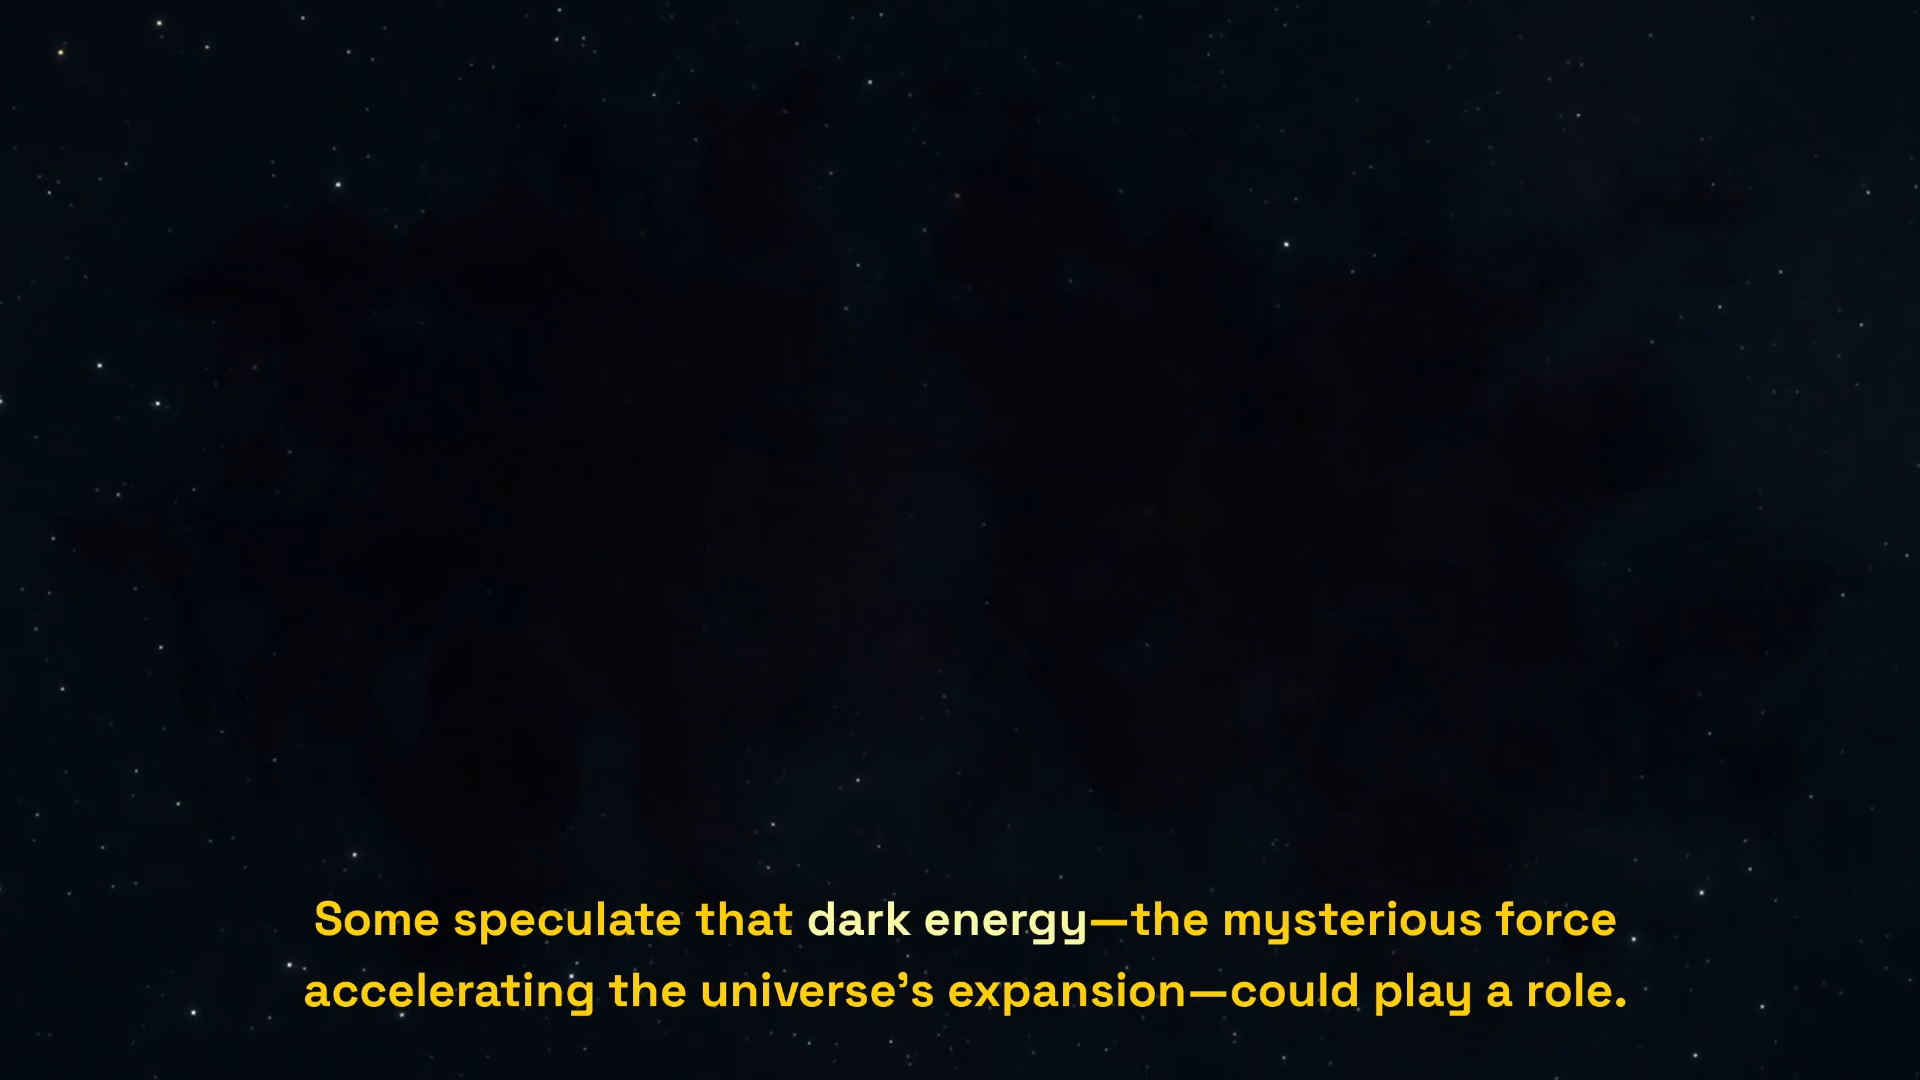 Some speculate that dark energy—the mysterious force
accelerating the universe’s expansion—could play a role.